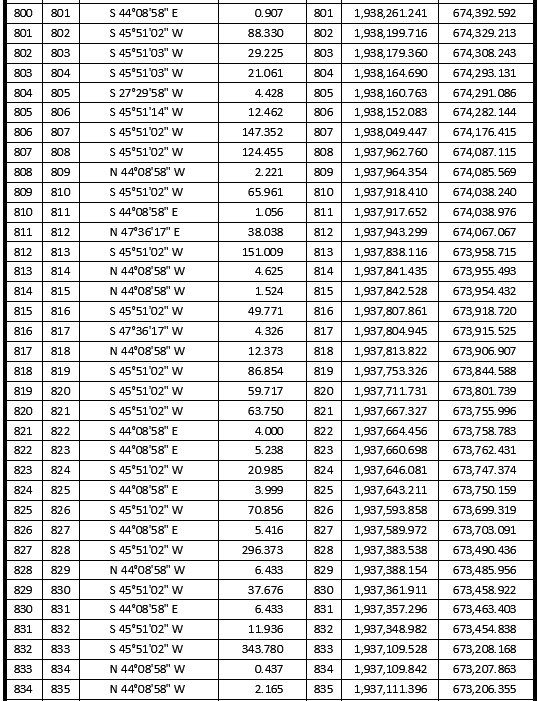 800 801 S 44°08'58" E 0.907 801 1,938,261.241 674,392.592
801 802 S 45°51'02" W 88.330 802 1,938,199.716 674,329.213
802 803 S 45°51'03" W 29.225 803 1,938,179.360 674,308.243
803 804 S 45°51'03" W 21.061 804 1,938,164.690 674,293.131
804 805 S 27°29'58" W 4.428 805 1,938,160.763 674,291.086
805 806 S 45°51'14" W 12.462 806 1,938,152.083 674,282.144
806 807 S 45°51'02" W 147.352 807 1,938,049.447 674,176.415
807 808 S 45°51'02" W 124.455 808 1,937,962.760 674,087.115
808 809 N 44°08'58" W 2.221 809 1,937,964.354 674,085.569
809 810 S 45°51'02" W 65.961 810 1,937,918.410 674,038.240
810 811 S 44°08'58" E 1.056 811 1,937,917.652 674,038.976
811 812 N 47°36'17" E 38.038 812 1,937,943.299 674,067.067
812 813 S 45°51'02" W 151.009 813 1,937,838.116 673,958.715
813 814 N 44°08'58" W 4.625 814 1,937,841.435 673,955.493
814 815 N 44°08'58" W 1.524 815 1,937,842.528 673,954.432
815 816 S 45°51'02" W 49.771 816 1,937,807.861 673,918.720
816 817 S 47°36'17" W 4.326 817 1,937,804.945 673,915.525
817 818 N 44°08'58" W 12.373 818 1,937,813.822 673,906.907
818 819 S 45°51'02" W 86.854 819 1,937,753.326 673,844.588
819 820 S 45°51'02" W 59.717 820 1,937,711.731 673,801.739
820 821 S 45°51'02" W 63.750 821 1,937,667.327 673,755.996
821 822 S 44°08'58" E 4.000 822 1,937,664.456 673,758.783
822 823 S 44°08'58" E 5.238 823 1,937,660.698 673,762.431
823 824 S 45°51'02" W 20.985 824 1,937,646.081 673,747.374
824 825 S 44°08'58" E 3.999 825 1,937,643.211 673,750.159
825 826 S 45°51'02" W 70.856 826 1,937,593.858 673,699.319
826 827 S 44°08'58" E 5.416 827 1,937,589.972 673,703.091
827 828 S 45°51'02" W 296.373 828 1,937,383.538 673,490.436
828 829 N 44°08'58" W 6.433 829 1,937,388.154 673,485.956
829 830 S 45°51'02" W 37.676 830 1,937,361.911 673,458.922
830 831 S 44°08'58" E 6.433 831 1,937,357.296 673,463.403
831 832 S 45°51'02" W 11.936 832 1,937,348.982 673,454.838
832 833 S 45°51'02" W 343.780 833 1,937,109.528 673,208.168
833 834 N 44°08'58" W 0.437 834 1,937,109.842 673,207.863
834 835 N 44°08'58" W 2.165 835 1,937,111.396 673,206.355